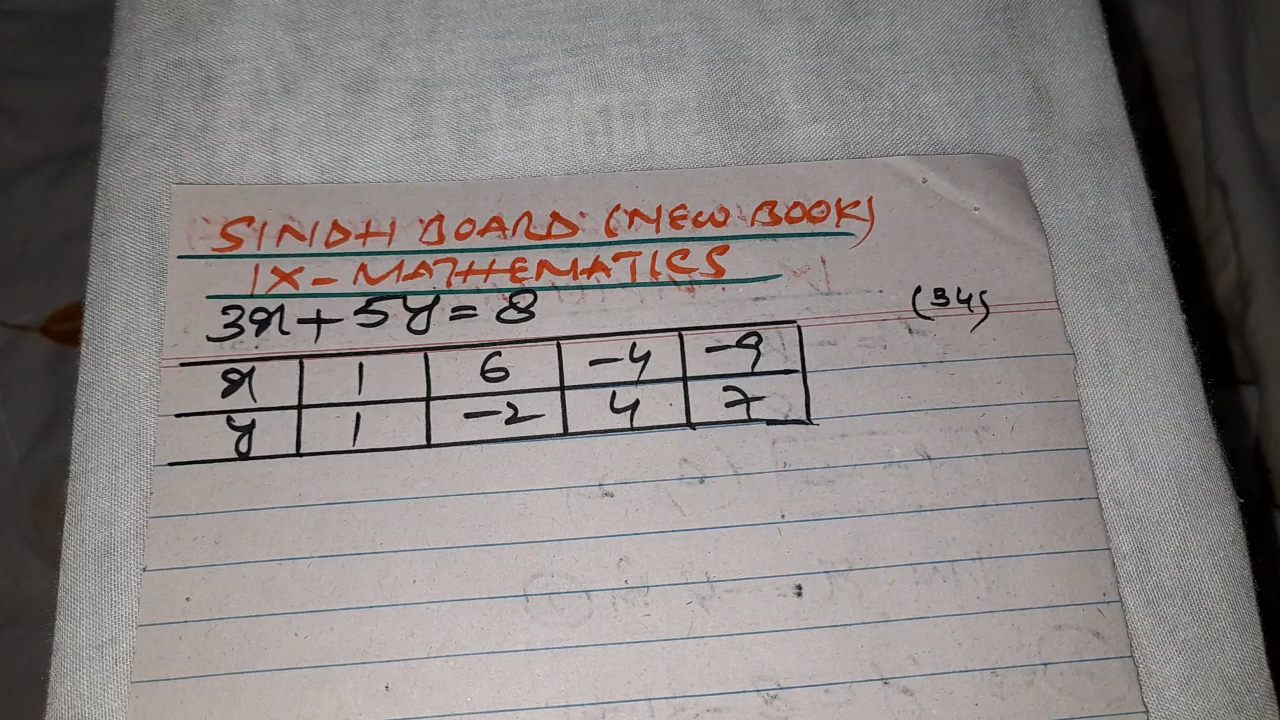 SINDH BOARD (NEW BOOK)
IX-MATHEMATICS
3x+5y=8
(34)
x 1 6 -4 -9
y 1 -2 4 7